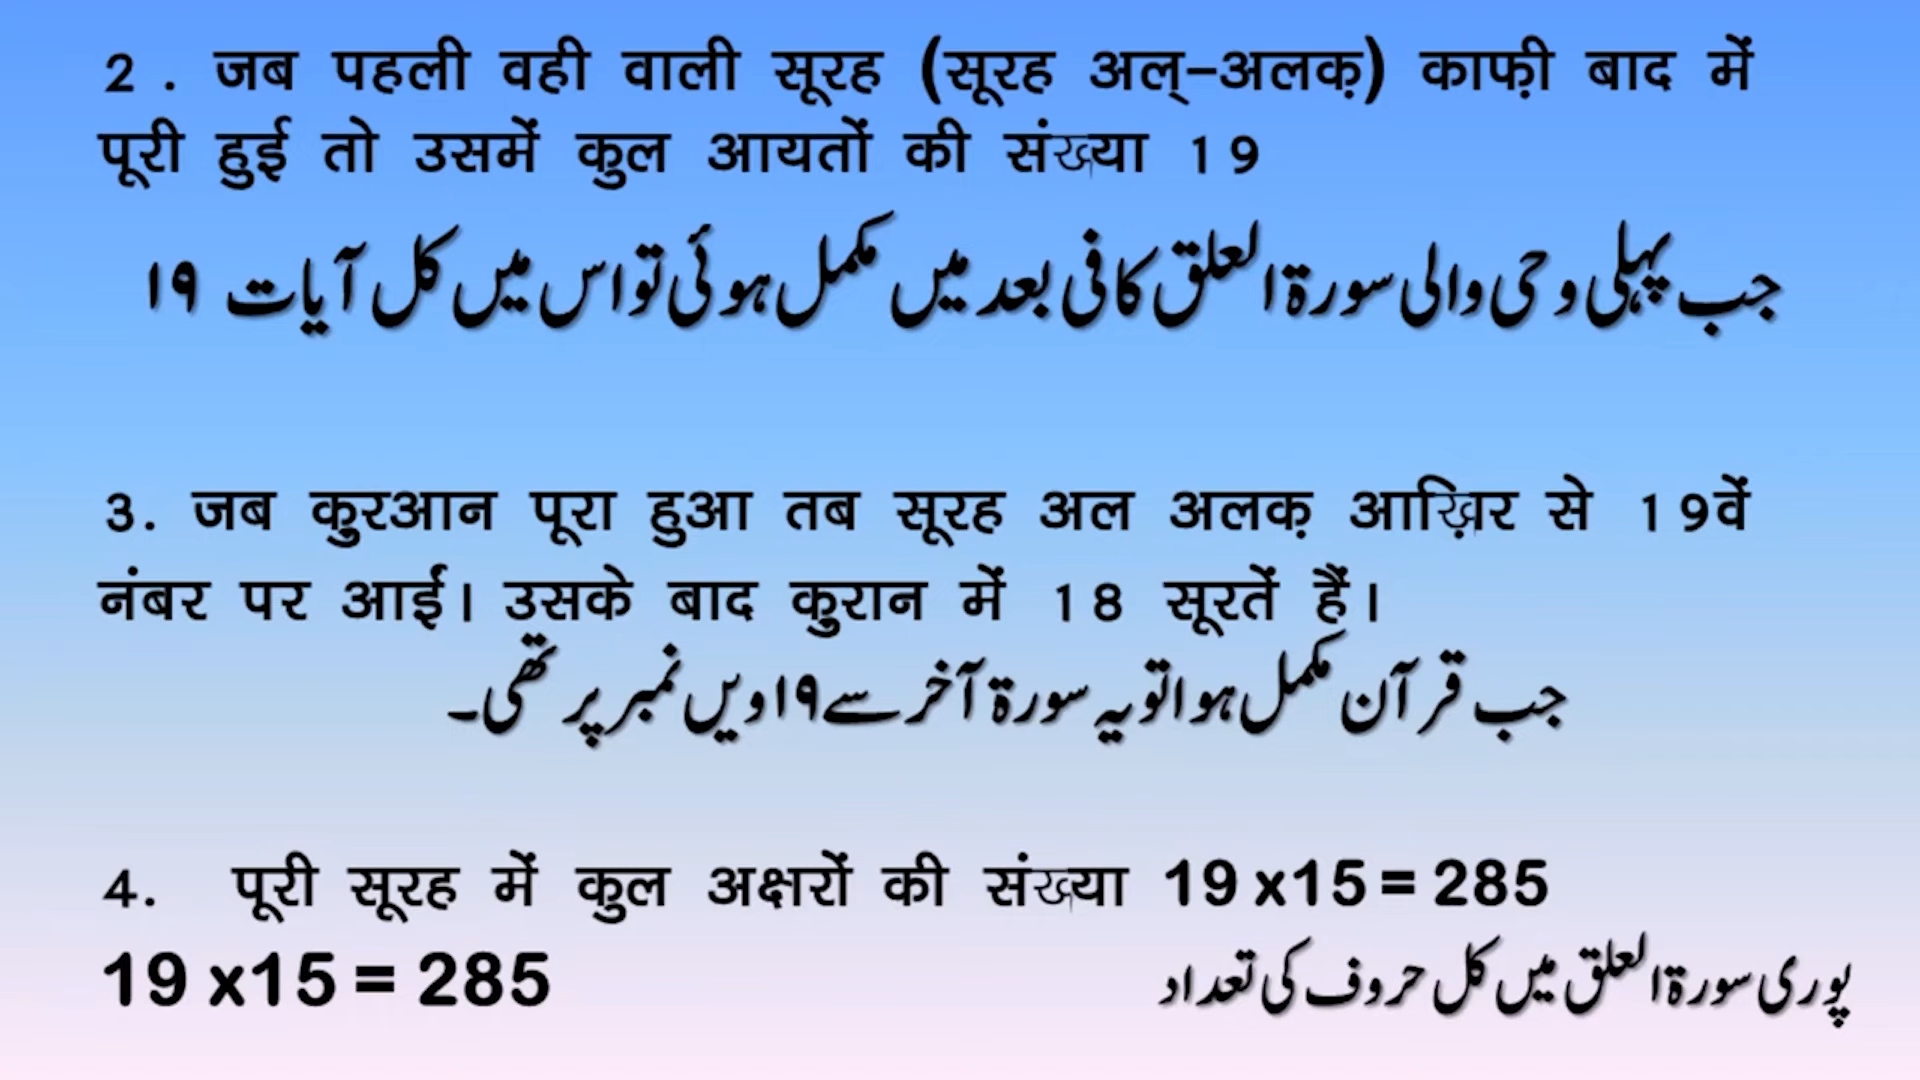 2 . जब पहली वही वाली सूरह (सूरह अल्-अलक़) काफ़ी बाद में
पूरी हुई तो उसमें कुल आयतों की संख्या 19
جب پہلی وحی والی سورۃ العلق کافی بعد میں مکمل ہوئی تو اس میں کل آیات ۱۹
3. जब क़ुरआन पूरा हुआ तब सूरह अल अलक़ आख़िर से 19वें
नंबर पर आईं। उसके बाद क़ुरान में 18 सूरतें हैं।
جب قرآن مکمل ہوا تو یہ سورۃ آخر سے ۱۹ویں نمبر پر تھی۔
4. पूरी सूरह में कुल अक्षरों की संख्या 19 x15 = 285
پوری سورۃ العلق میں کل حروف کی تعداد 19 x15 = 285